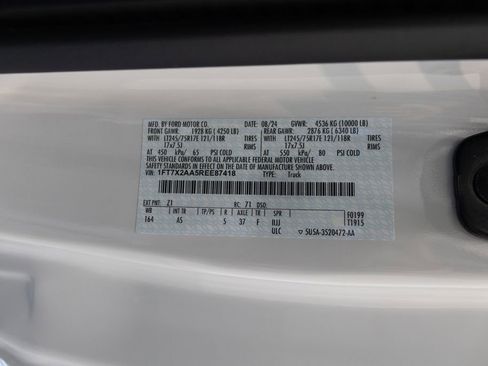 MFD. BY FORD MOTOR CO. 08/24 GVWR: 4536 KG (10000 LB)
FRONT GAWR: 1928 KG (4250 LB) REAR GAWR: 2876 KG (6340 LB)
WITH LT245/75R17E 121/118R TIRES WITH LT245/75R17E 121/118R TIRES
17x7.5J RIMS 17x7.5J RIMS
AT 450 kPa/ 65 PSI COLD AT 550 kPa/ 80 PSI COLD
THIS VEHICLE CONFORMS TO ALL APPLICABLE FEDERAL MOTOR VEHICLE
SAFETY STANDARDS IN EFFECT ON THE DATE OF MANUFACTURE SHOWN ABOVE.
VIN: 1FT7X2AA5REE87418 TYPE: Truck
EXT PNT: Z1 RC: 71 DSO: F0199
WB INT TR TP/PS R AXLE TR SPR T1915
164 AS 5 37 F
ULC 5U5A-3520472-AA